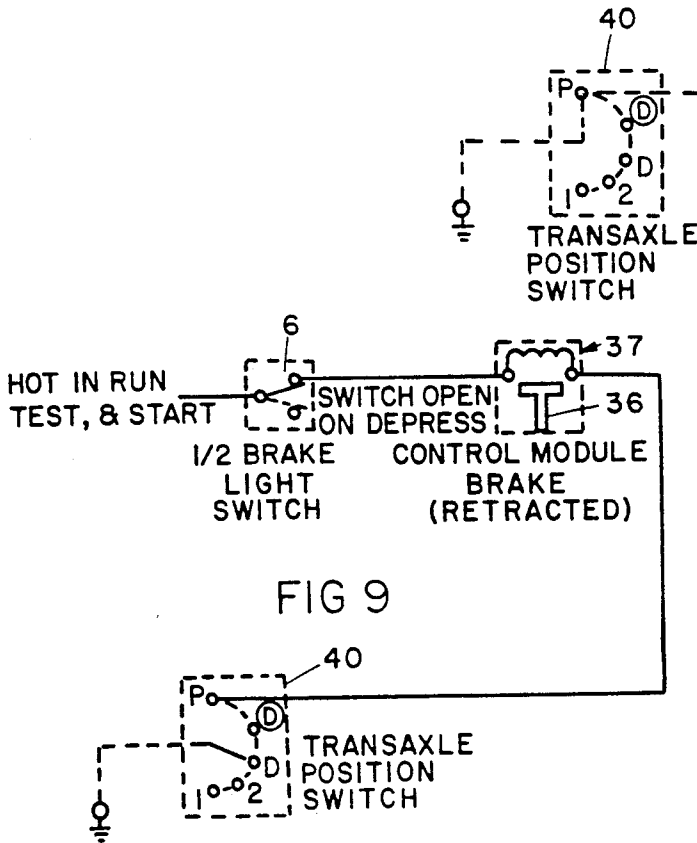 40
P
D
D
2
1
TRANSAXLE
POSITION
SWITCH
6
37
HOT IN RUN
TEST, & START
SWITCH OPEN
ON DEPRESS
36
1/2 BRAKE
LIGHT
SWITCH
CONTROL MODULE
BRAKE
(RETRACTED)
FIG 9
40
P
D
D
2
1
TRANSAXLE
POSITION
SWITCH